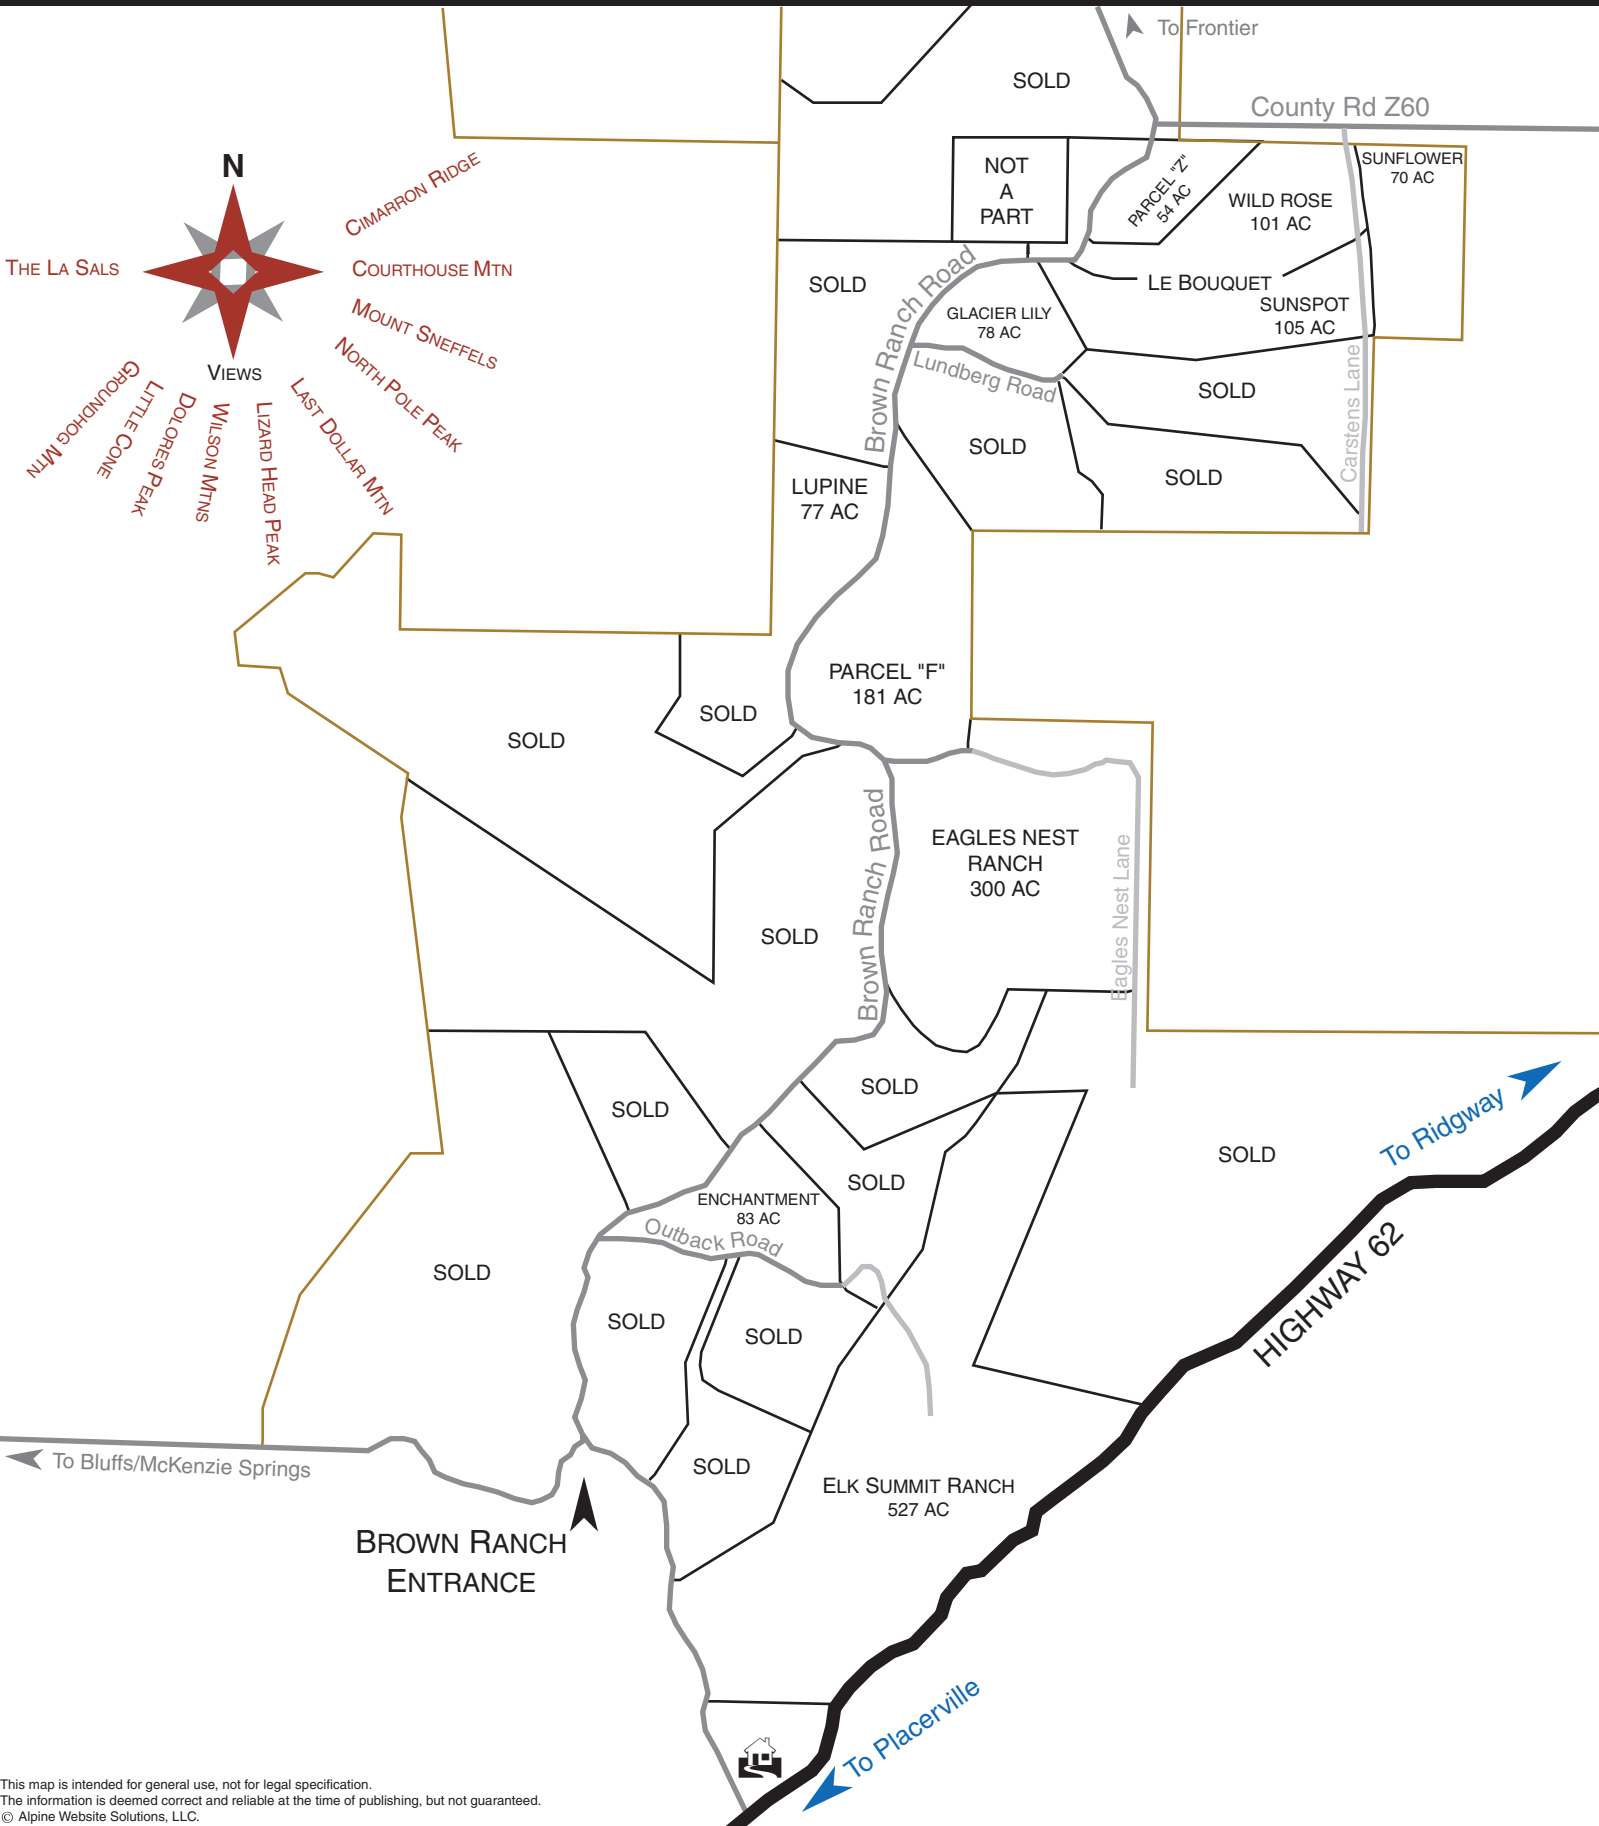 To Frontier
SOLD
County Rd Z60
NOT
A
PART
PARCEL "Z"
54 AC
WILD ROSE
101 AC
SUNFLOWER
70 AC
N
CIMARRON RIDGE
THE LA SALS
COURTHOUSE MTN
MOUNT SNEFFELS
NORTH POLE PEAK
LAST DOLLAR MTN
LIZARD HEAD PEAK
WILSON MTNS
DOLORES PEAK
LITTLE CONE
GROUNDHOG MTN
VIEWS
SOLD
Brown Ranch Road
LE BOUQUET
GLACIER LILY
78 AC
SUNSPOT
105 AC
Lundberg Road
Carstens Lane
SOLD
SOLD
SOLD
LUPINE
77 AC
PARCEL "F"
181 AC
SOLD
SOLD
Brown Ranch Road
EAGLES NEST
RANCH
300 AC
Eagles Nest Lane
SOLD
SOLD
SOLD
SOLD
To Ridgway
SOLD
ENCHANTMENT
83 AC
Outback Road
HIGHWAY 62
SOLD
SOLD
SOLD
SOLD
To Bluffs/McKenzie Springs
ELK SUMMIT RANCH
527 AC
BROWN RANCH
ENTRANCE
To Placerville
This map is intended for general use, not for legal specification.
The information is deemed correct and reliable at the time of publishing, but not guaranteed.
© Alpine Website Solutions, LLC.